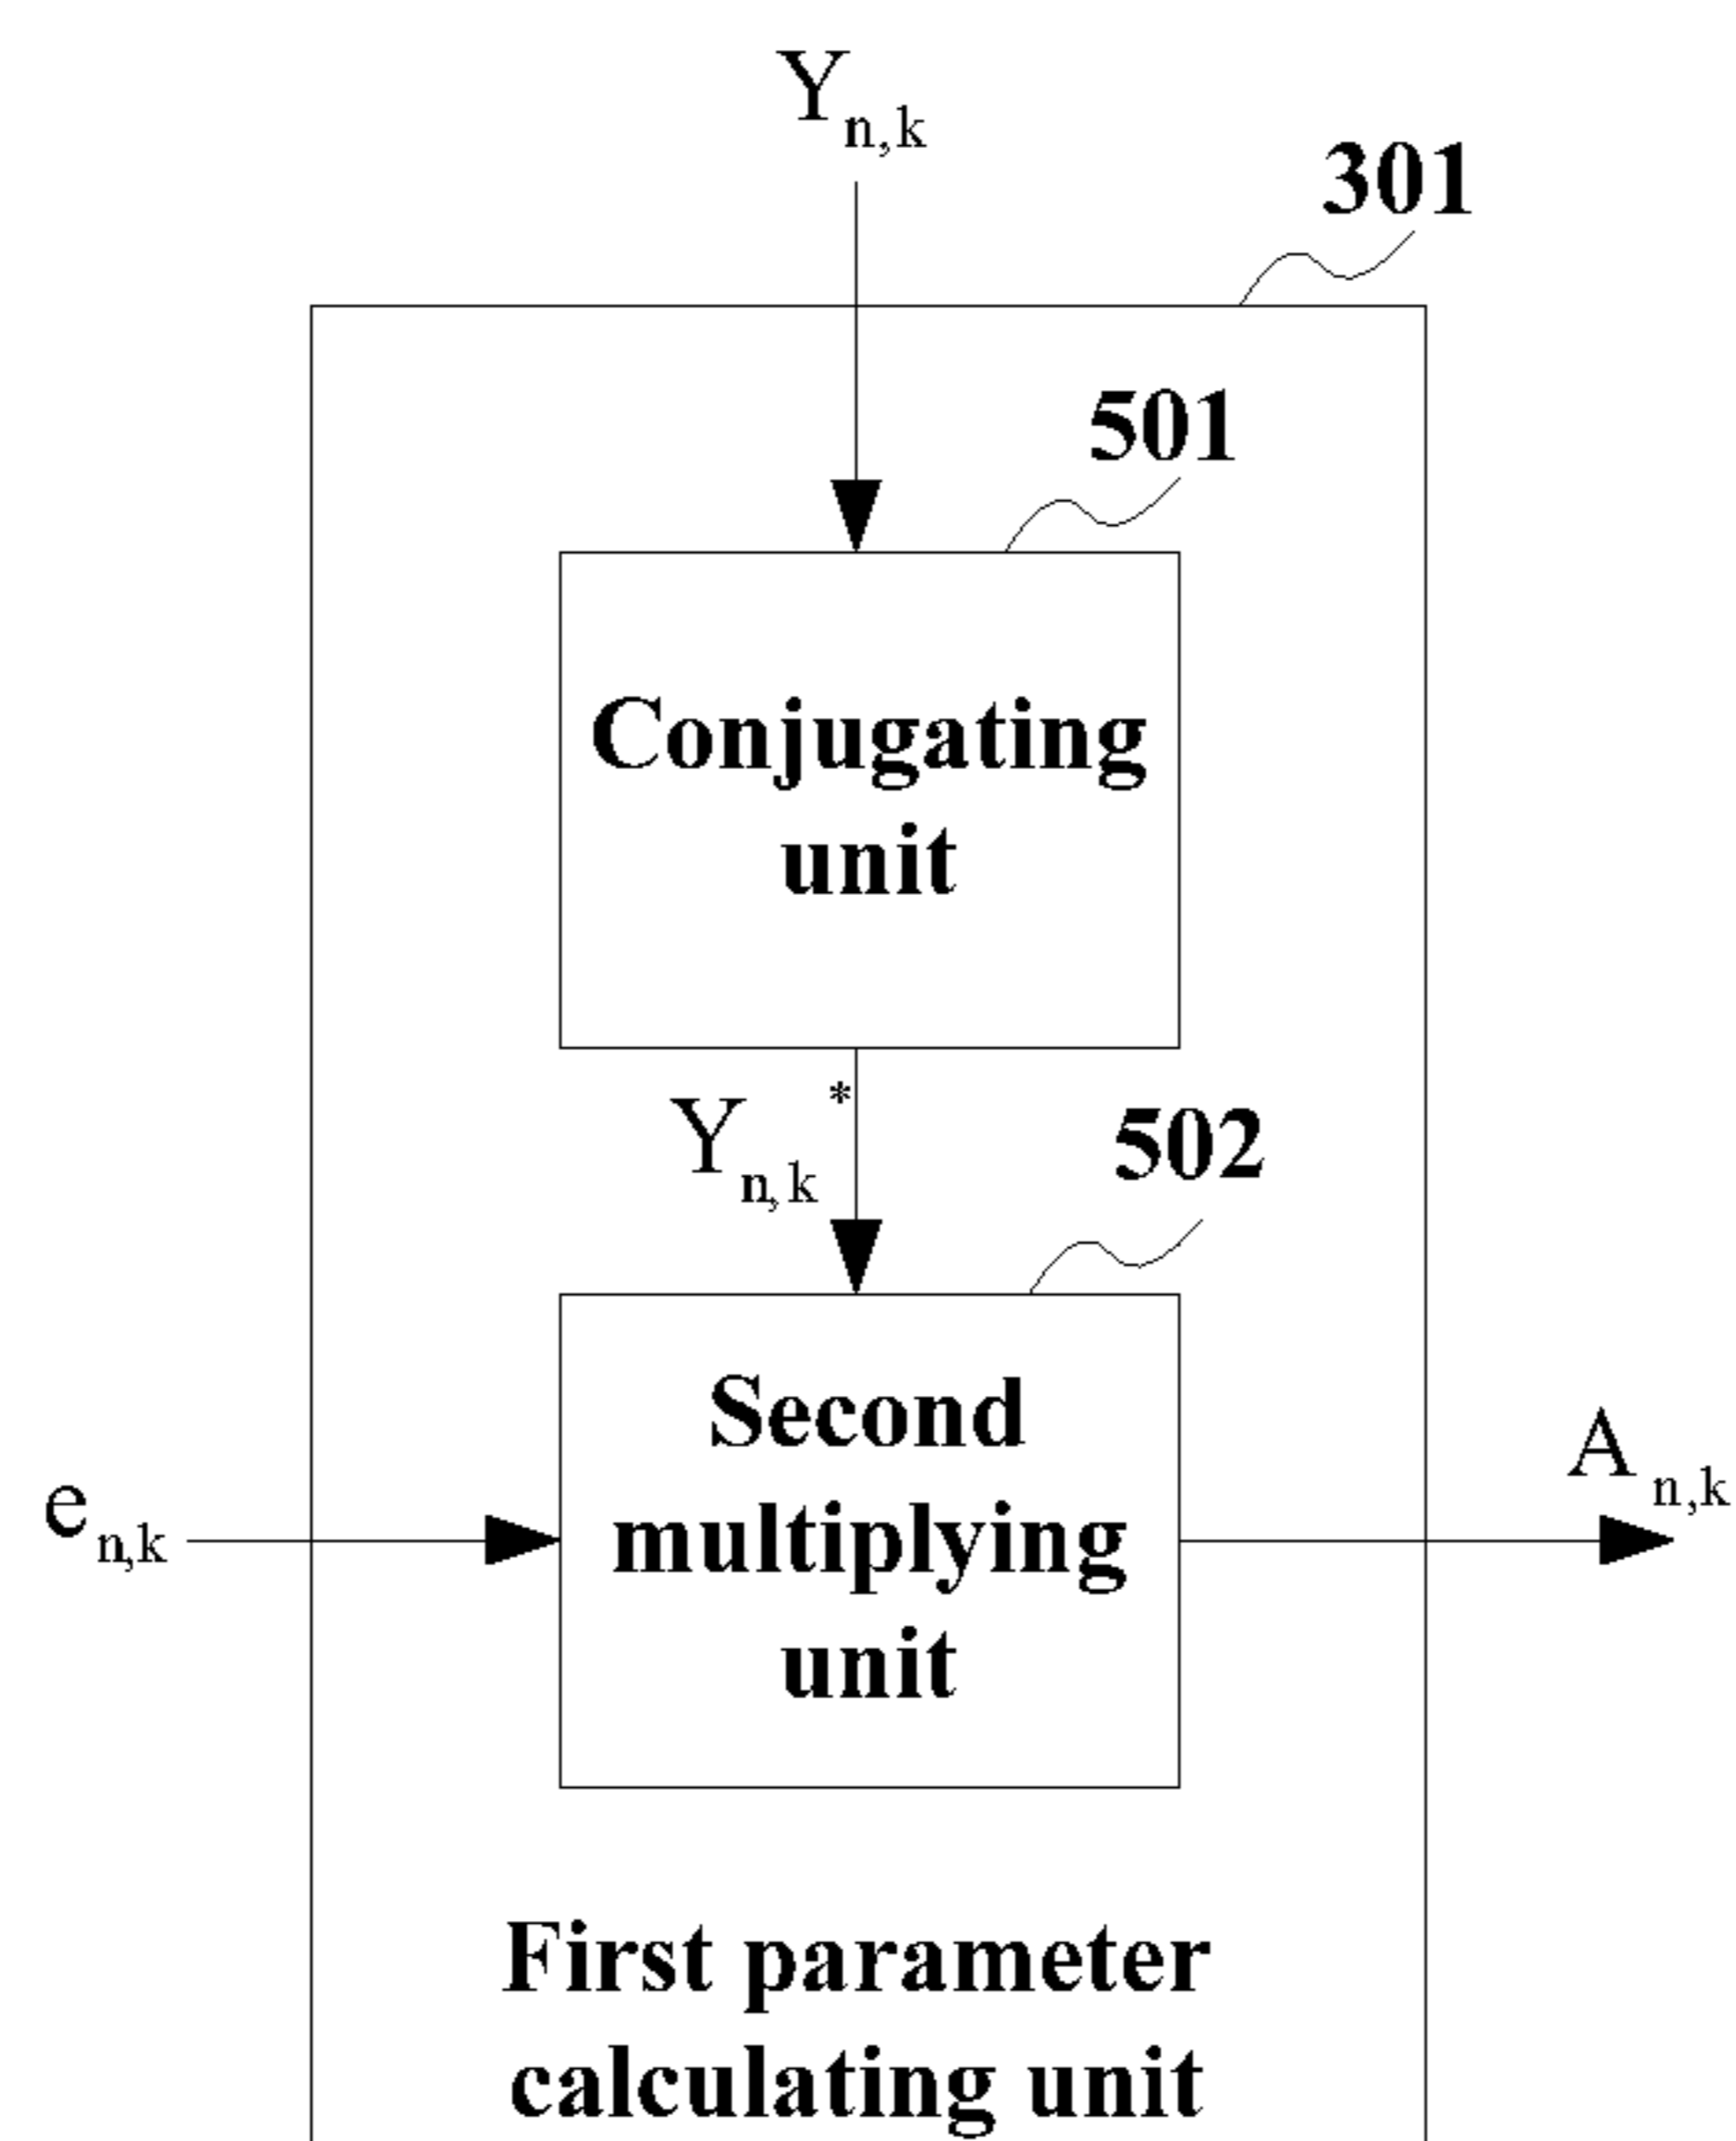 Y n,k
301
501
Conjugating
unit
Y n,k *
502
Second
multiplying
unit
e n,k
A n,k
First parameter
calculating unit